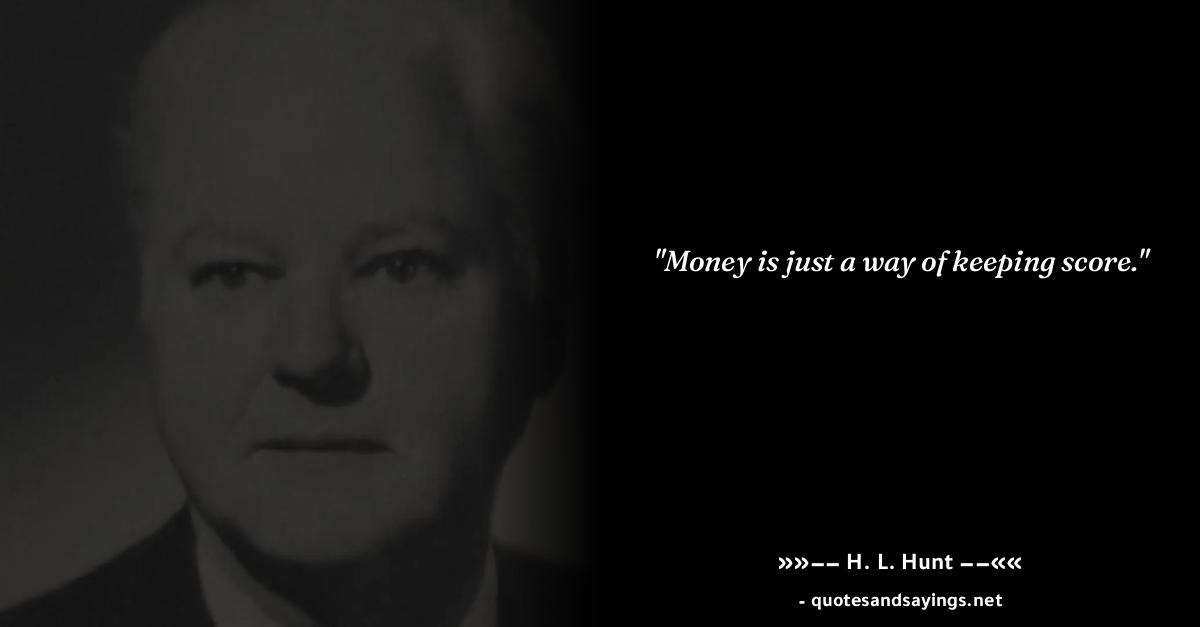 "Money is just a way of keeping score."
»»−− H. L. Hunt −−««
- quotesandsayings.net